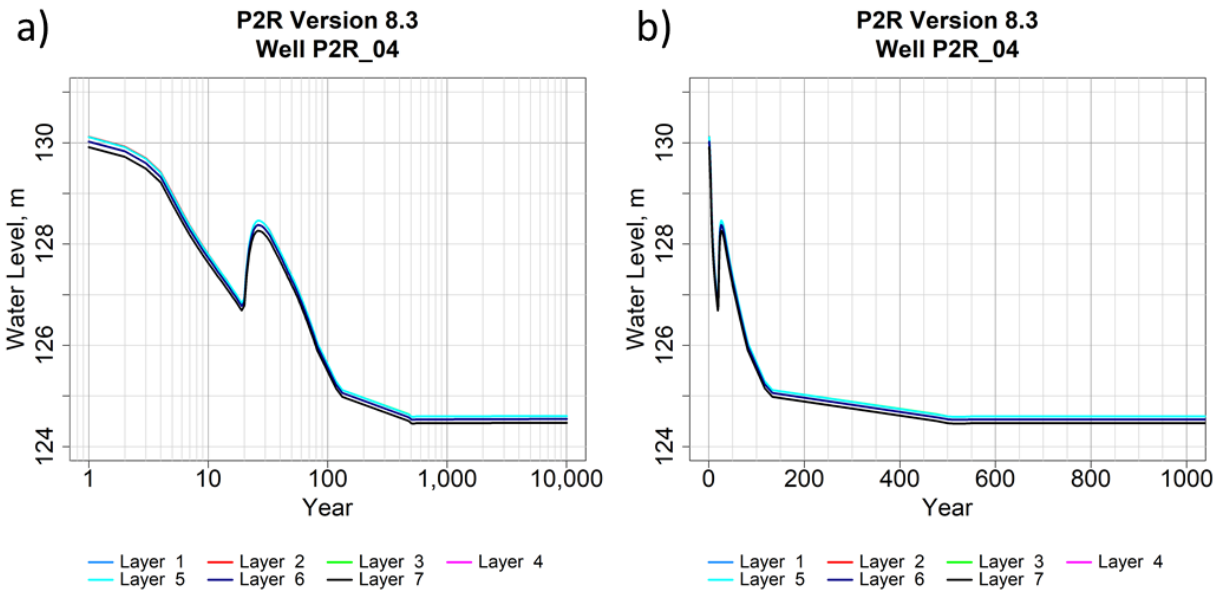 a)
P2R Version 8.3
Well P2R_04
Water Level, m
130
128
126
124
1 10 100 1,000 10,000
Year
Layer 1 Layer 2 Layer 3 Layer 4
Layer 5 Layer 6 Layer 7
b)
P2R Version 8.3
Well P2R_04
Water Level, m
130
128
126
124
0 200 400 600 800 1000
Year
Layer 1 Layer 2 Layer 3 Layer 4
Layer 5 Layer 6 Layer 7